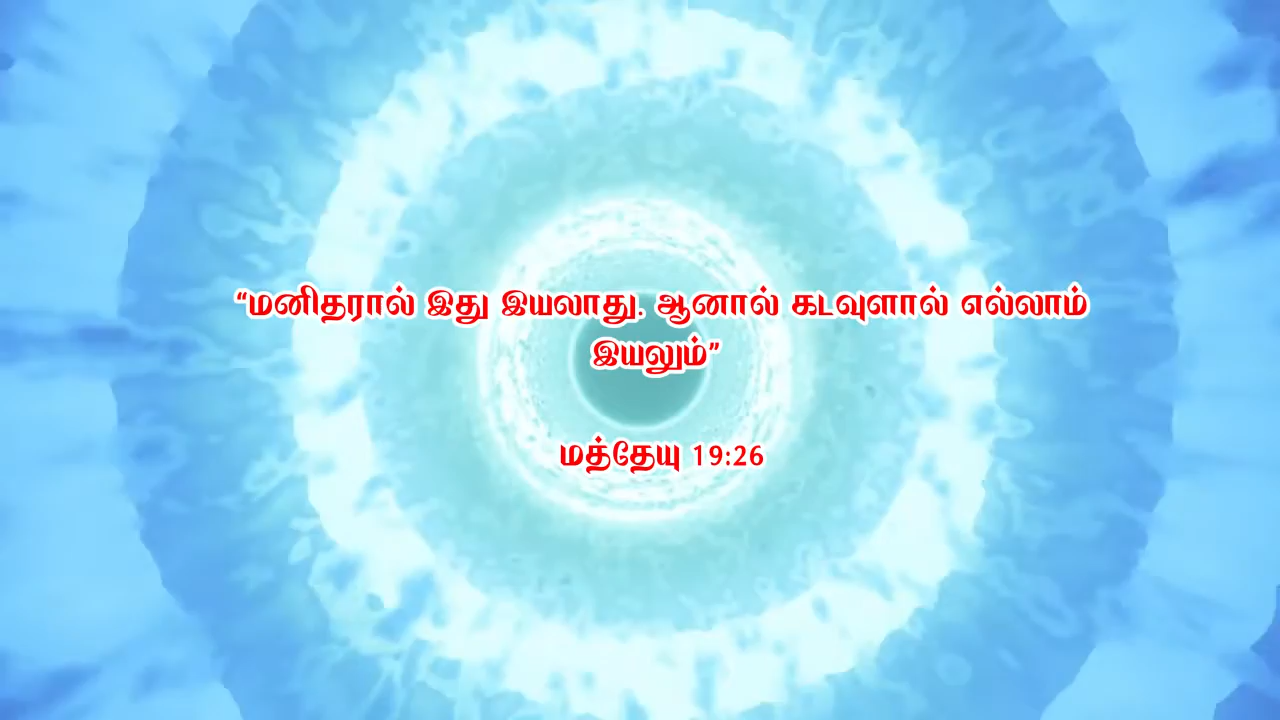 “மனிதரால் இது இயலாது. ஆனால் கடவுளால் எல்லாம்
இயலும்”
மத்தேயு 19:26